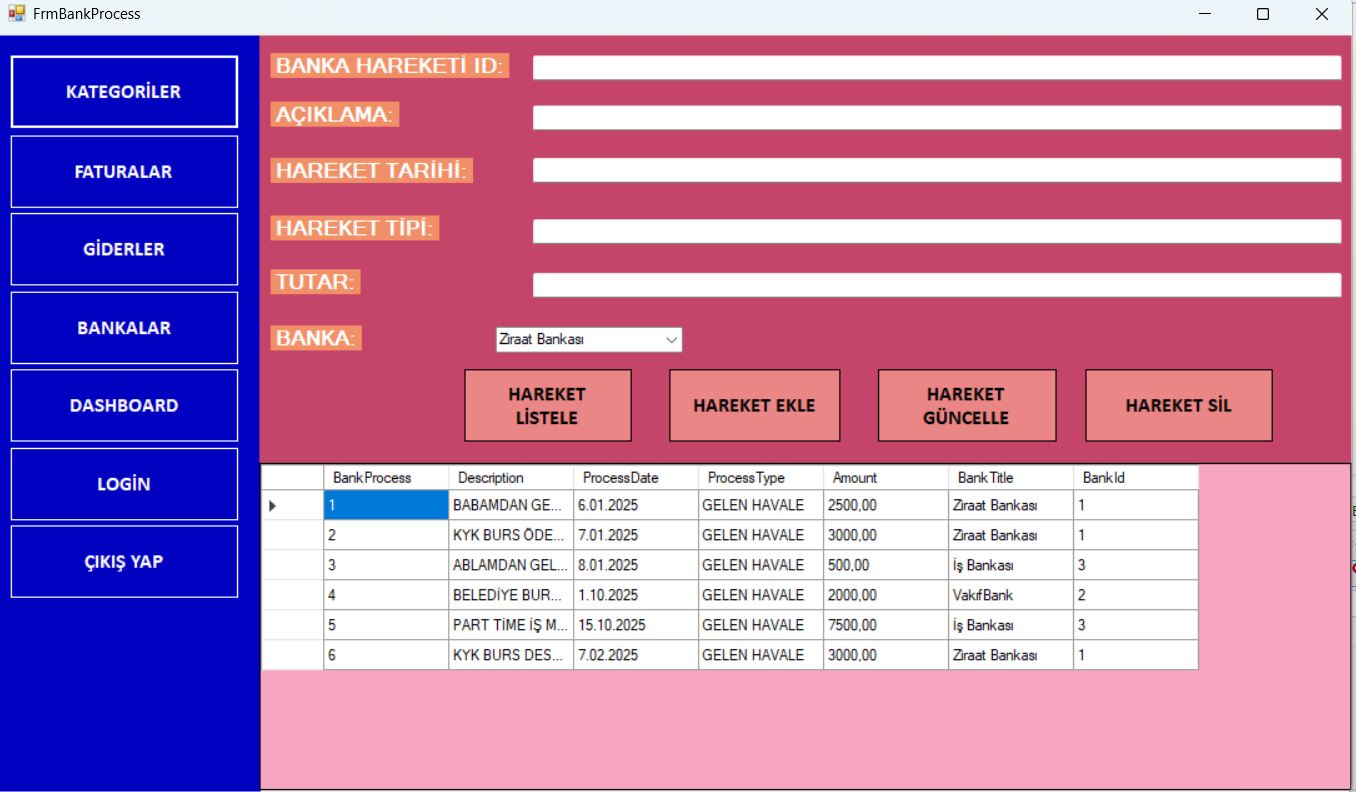 FrmBankProcess
KATEGORİLER
FATURALAR
GİDERLER
BANKALAR
DASHBOARD
LOGİN
ÇIKIŞ YAP
BANKA HAREKETİ ID:
AÇIKLAMA:
HAREKET TARİHİ:
HAREKET TİPİ:
TUTAR:
BANKA: Ziraat Bankası
HAREKET
LİSTELE
HAREKET EKLE
HAREKET
GÜNCELLE
HAREKET SİL
BankProcess Description ProcessDate ProcessType Amount BankTitle BankId
1 BABAMDAN GE... 6.01.2025 GELEN HAVALE 2500,00 Ziraat Bankası 1
2 KYK BURS ÖDE... 7.01.2025 GELEN HAVALE 3000,00 Ziraat Bankası 1
3 ABLAMDAN GEL... 8.01.2025 GELEN HAVALE 500,00 İş Bankası 3
4 BELEDİYE BUR... 1.10.2025 GELEN HAVALE 2000,00 VakıfBank 2
5 PART TİME İŞ M... 15.10.2025 GELEN HAVALE 7500,00 İş Bankası 3
6 KYK BURS DES... 7.02.2025 GELEN HAVALE 3000,00 Ziraat Bankası 1